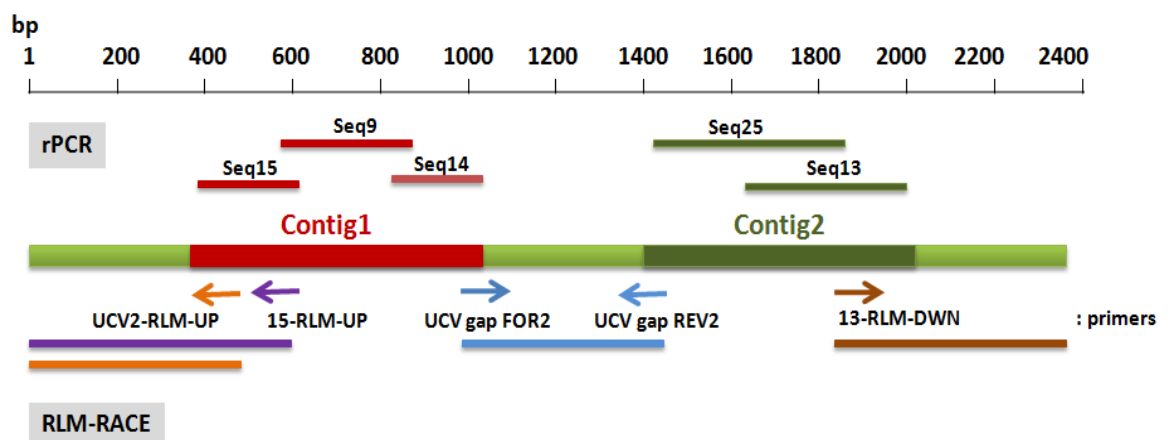 bp
1 200 400 600 800 1000 1200 1400 1600 1800 2000 2200 2400
rPCR
Seq9
Seq25
Seq15
Seq14
Seq13
Contig1
Contig2
UCV2-RLM-UP 15-RLM-UP UCV gap FOR2 UCV gap REV2 13-RLM-DWN : primers
RLM-RACE